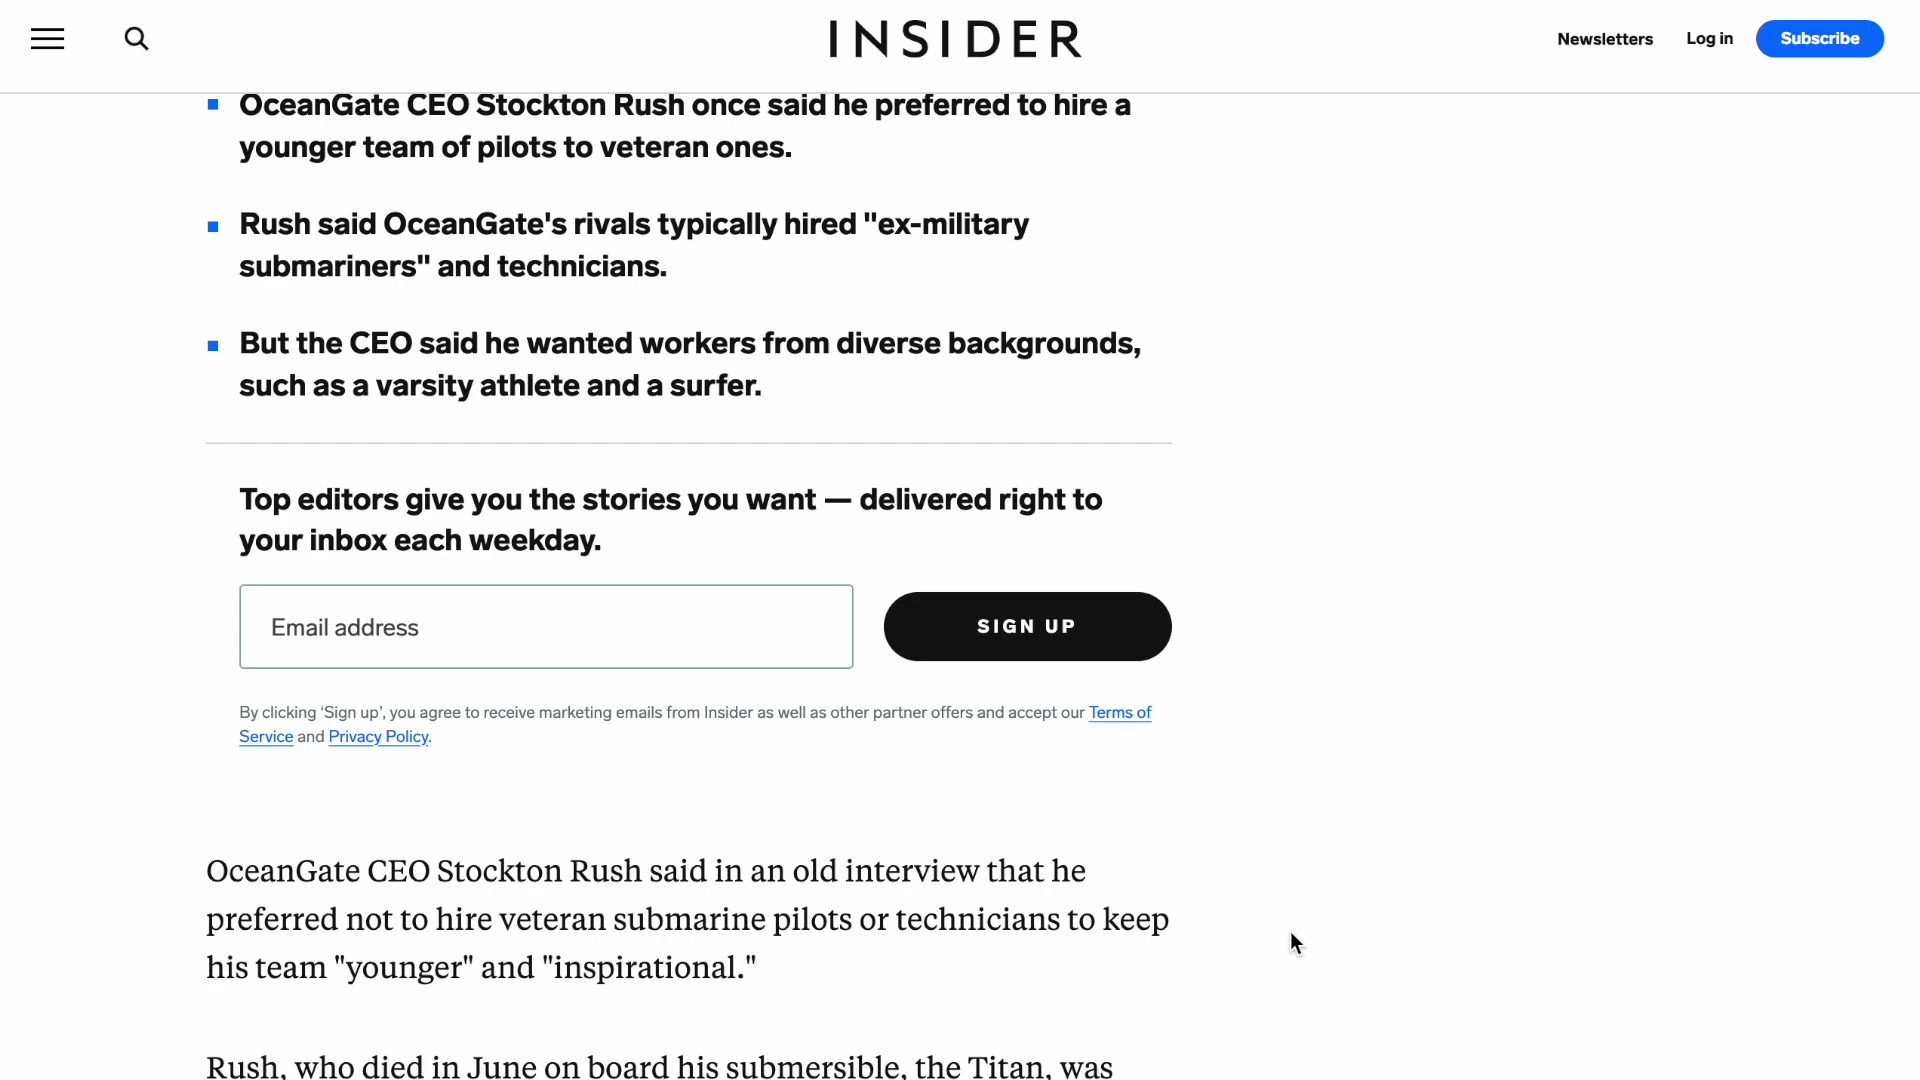 INSIDER
Newsletters
Log in
Subscribe
OceanGate CEO Stockton Rush once said he preferred to hire a
younger team of pilots to veteran ones.
Rush said OceanGate's rivals typically hired "ex-military
submariners" and technicians.
But the CEO said he wanted workers from diverse backgrounds,
such as a varsity athlete and a surfer.
Top editors give you the stories you want — delivered right to
your inbox each weekday.
Email address
SIGN UP
By clicking ‘Sign up’, you agree to receive marketing emails from Insider as well as other partner offers and accept our Terms of
Service and Privacy Policy.
OceanGate CEO Stockton Rush said in an old interview that he
preferred not to hire veteran submarine pilots or technicians to keep
his team "younger" and "inspirational."
Rush, who died in June on board his submersible, the Titan, was